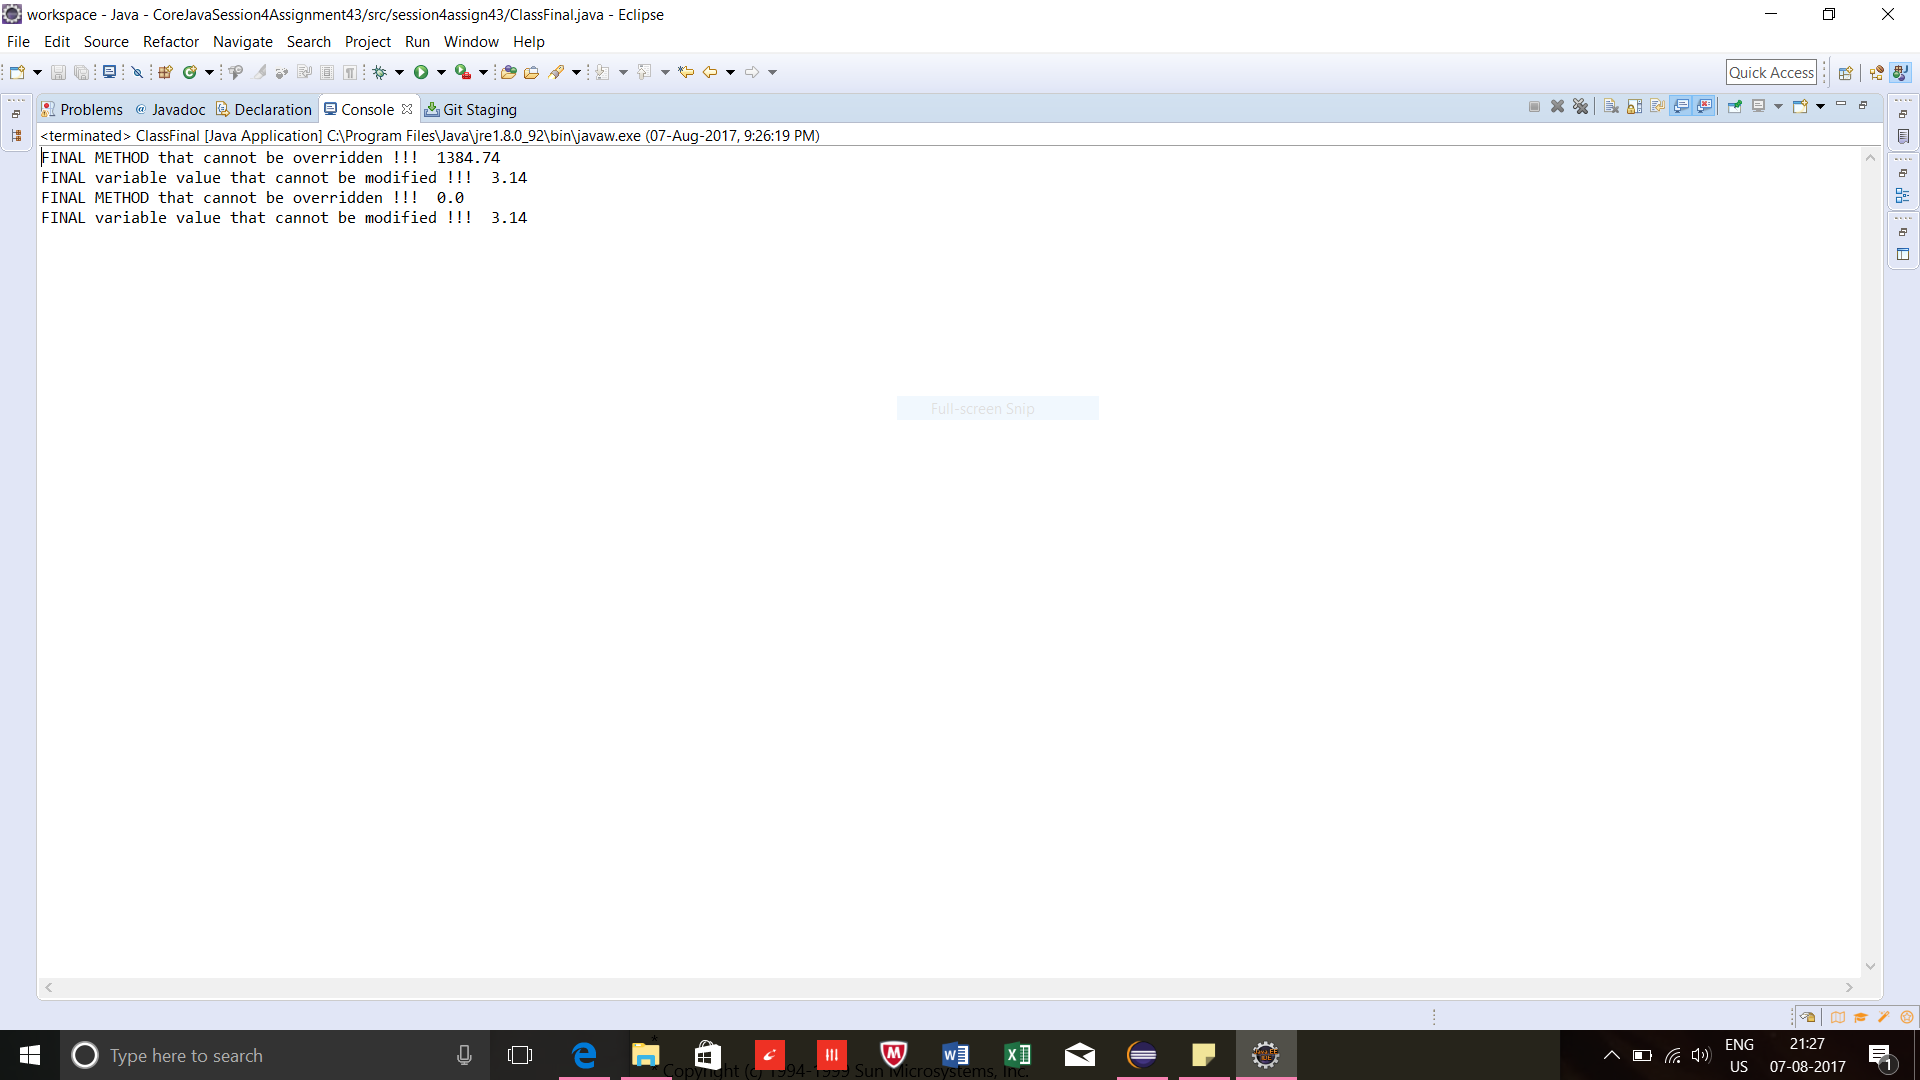 workspace - Java - CoreJavaSession4Assignment43/src/session4assign43/ClassFinal.java - Eclipse
File Edit Source Refactor Navigate Search Project Run Window Help
Quick Access
Problems @ Javadoc Declaration Console Git Staging
<terminated> ClassFinal [Java Application] C:\Program Files\Java\jre1.8.0_92\bin\javaw.exe (07-Aug-2017, 9:26:19 PM)
FINAL METHOD that cannot be overridden !!!  1384.74
FINAL variable value that cannot be modified !!!  3.14
FINAL METHOD that cannot be overridden !!!  0.0
FINAL variable value that cannot be modified !!!  3.14
Full-screen Snip
Type here to search
ENG
US
21:27
07-08-2017
1
* Copyright (c) 1994-1999 Sun Microsystems, Inc.